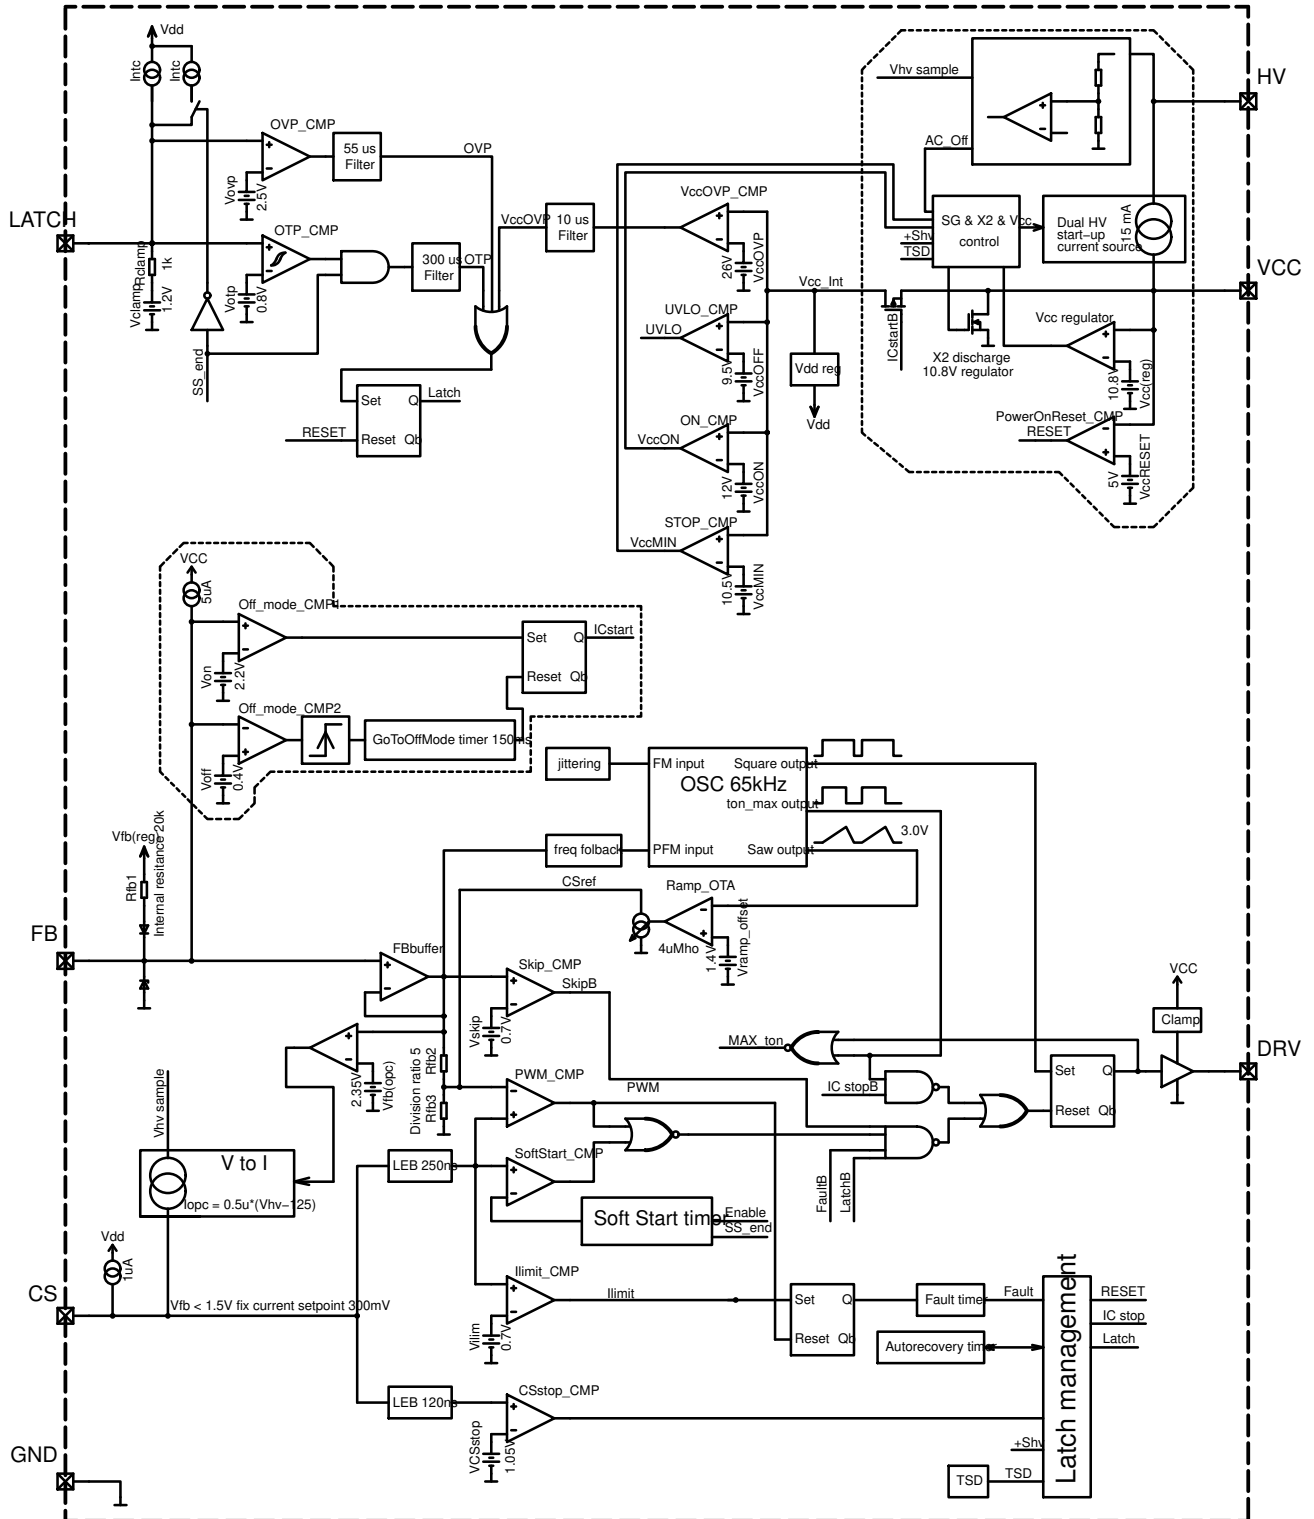 Vdd
Intc
Intc
OVP_CMP
55 us
Filter
OVP
Vovp
2.5V
LATCH
OTP_CMP
300 us
Filter
OTP
Vclamp
Rclamp
1k
1.2V
Votp
0.8V
SS_end
Set
Q
Latch
RESET
Reset
Qb
VccOVP
10 us
Filter
VccOVP_CMP
26V
VccOVP
UVLO_CMP
UVLO
9.5V
VccOFF
ON_CMP
VccON
12V
VccON
STOP_CMP
VccMIN
10.5V
VccMIN
Vcc_Int
Vdd reg
Vdd
Vhv sample
HV
AC_Off
SG & X2 & Vcc
control
+Shv
TSD
Dual HV
start-up
current source
15 mA
VCC
ICstartB
X2 discharge
10.8V regulator
Vcc regulator
10.8V
Vcc(reg)
PowerOnReset_CMP
RESET
5V
VccRESET
VCC
5uA
Off_mode_CMP1
Von
2.2V
Set
Q
ICstart
Reset
Qb
Off_mode_CMP2
Voff
0.4V
GoToOffMode timer 150ms
jittering
FM input
Square output
OSC 65kHz
ton_max output
freq folback
PFM input
Saw output
3.0V
Vfb(reg)
Rfb1
Internal resitance 20k
FB
FBbuffer
CSref
Ramp_OTA
4uMho
1.4V
Vramp_offset
Skip_CMP
SkipB
Vskip
0.7V
2.35V
Vfb(opc)
Division ratio 5
Rfb2
Rfb3
PWM_CMP
PWM
MAX_ton
IC stopB
VCC
Clamp
DRV
Set
Q
Reset
Qb
Vhv sample
V to I
Iopc = 0.5u*(Vhv−125)
LEB 250ns
SoftStart_CMP
Soft Start timer
Enable
SS_end
FaultB
LatchB
Vdd
1uA
CS
Vfb < 1.5V fix current setpoint 300mV
Ilimit_CMP
Ilimit
Vilim
0.7V
Set
Q
Reset
Qb
Fault timer
Fault
Autorecovery timer
Latch management
RESET
IC stop
Latch
LEB 120ns
CSstop_CMP
VCSstop
1.05V
+Shv
TSD
TSD
GND